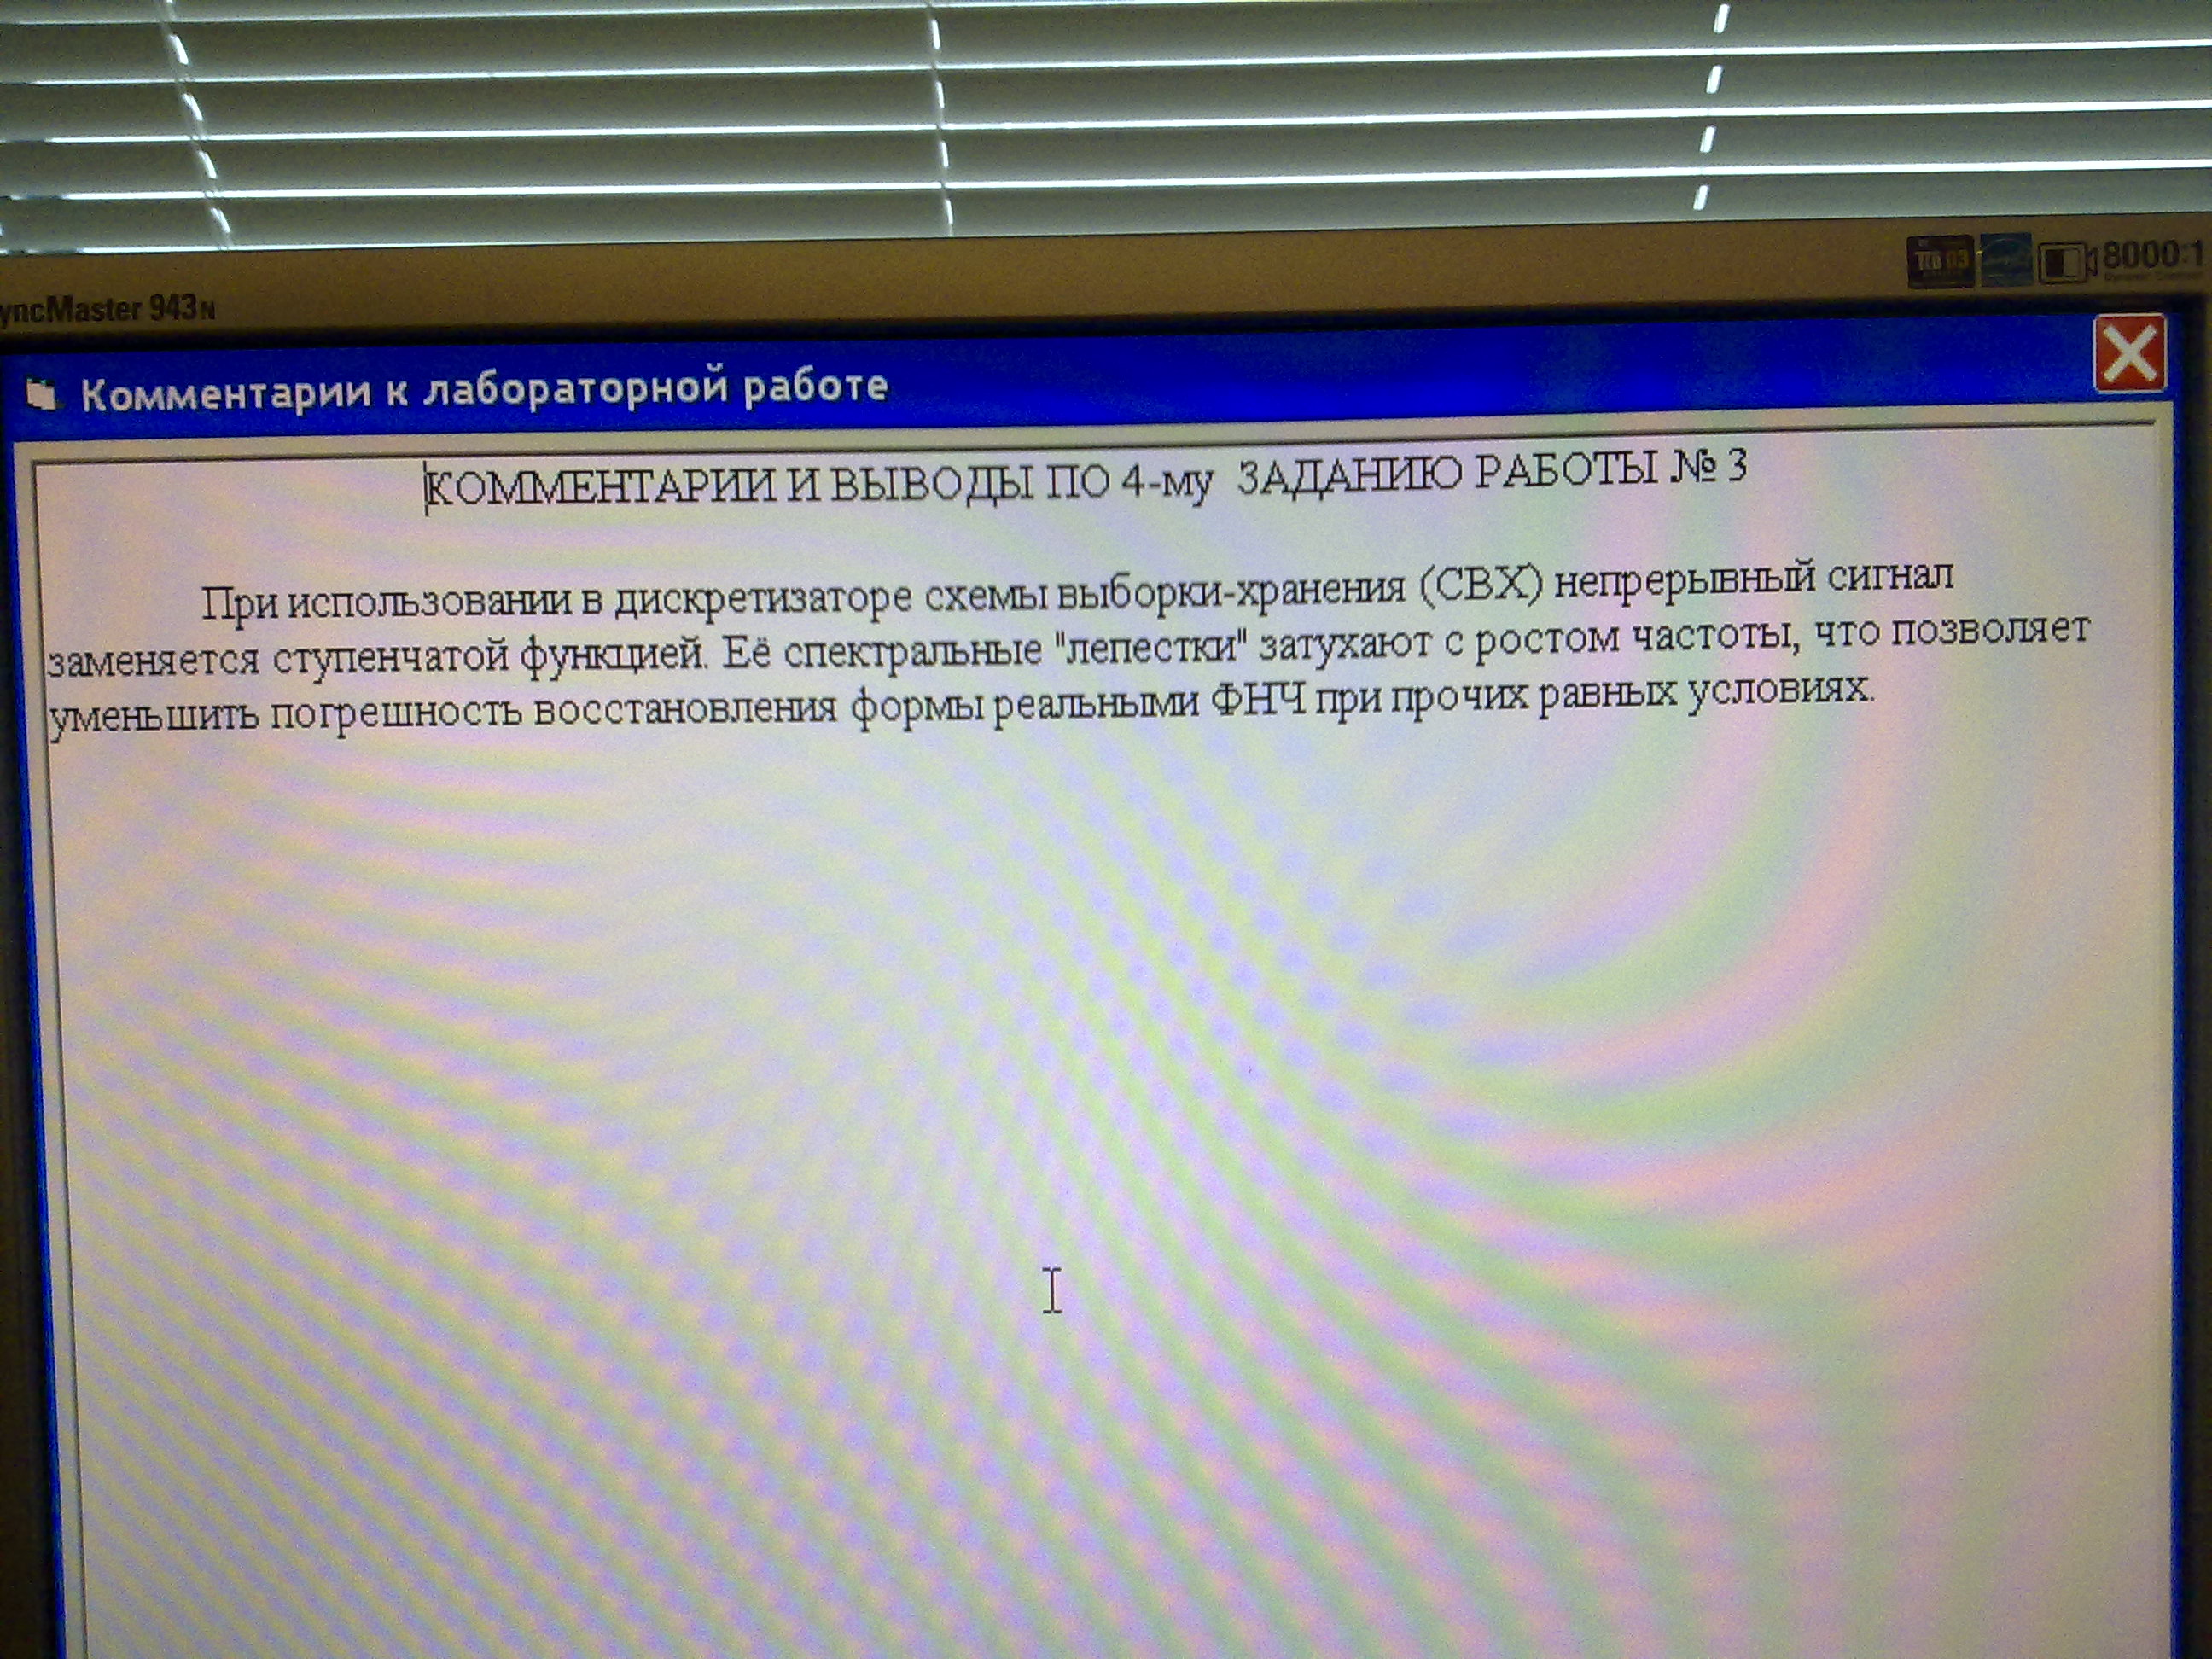 8000:1
yncMaster 943N
Комментарии к лабораторной работе
КОММЕНТАРИИ И ВЫВОДЫ ПО 4-му ЗАДАНИЮ РАБОТЫ № 3
При использовании в дискретизаторе схемы выборки-хранения (СВХ) непрерывный сигнал
заменяется ступенчатой функцией. Её спектральные "лепестки" затухают с ростом частоты, что позволяет
уменьшить погрешность восстановления формы реальными ФНЧ при прочих равных условиях.